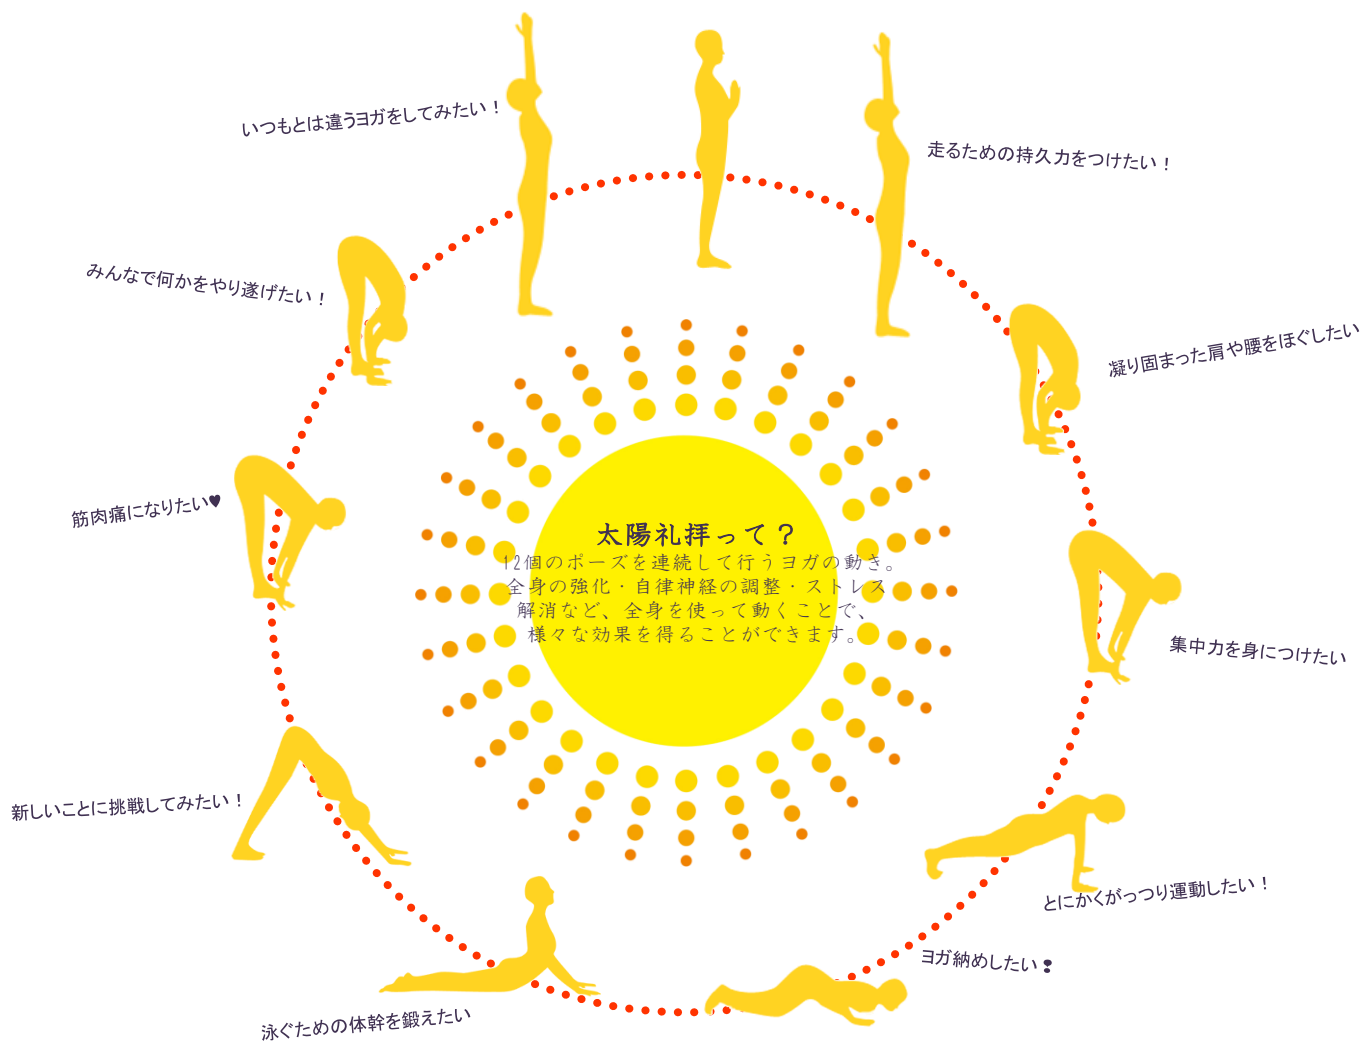 いつもとは違うヨガをしてみたい！
走るための持久力をつけたい！
みんなで何かをやり遂げたい！
凝り固まった肩や腰をほぐしたい
筋肉痛になりたい♥
太陽礼拝って？
12個のポーズを連続して行うヨガの動き。
全身の強化・自律神経の調整・ストレス
解消など、全身を使って動くことで、
様々な効果を得ることができます。
集中力を身につけたい
新しいことに挑戦してみたい！
とにかくがっつり運動したい！
ヨガ納めしたい❢
泳ぐための体幹を鍛えたい